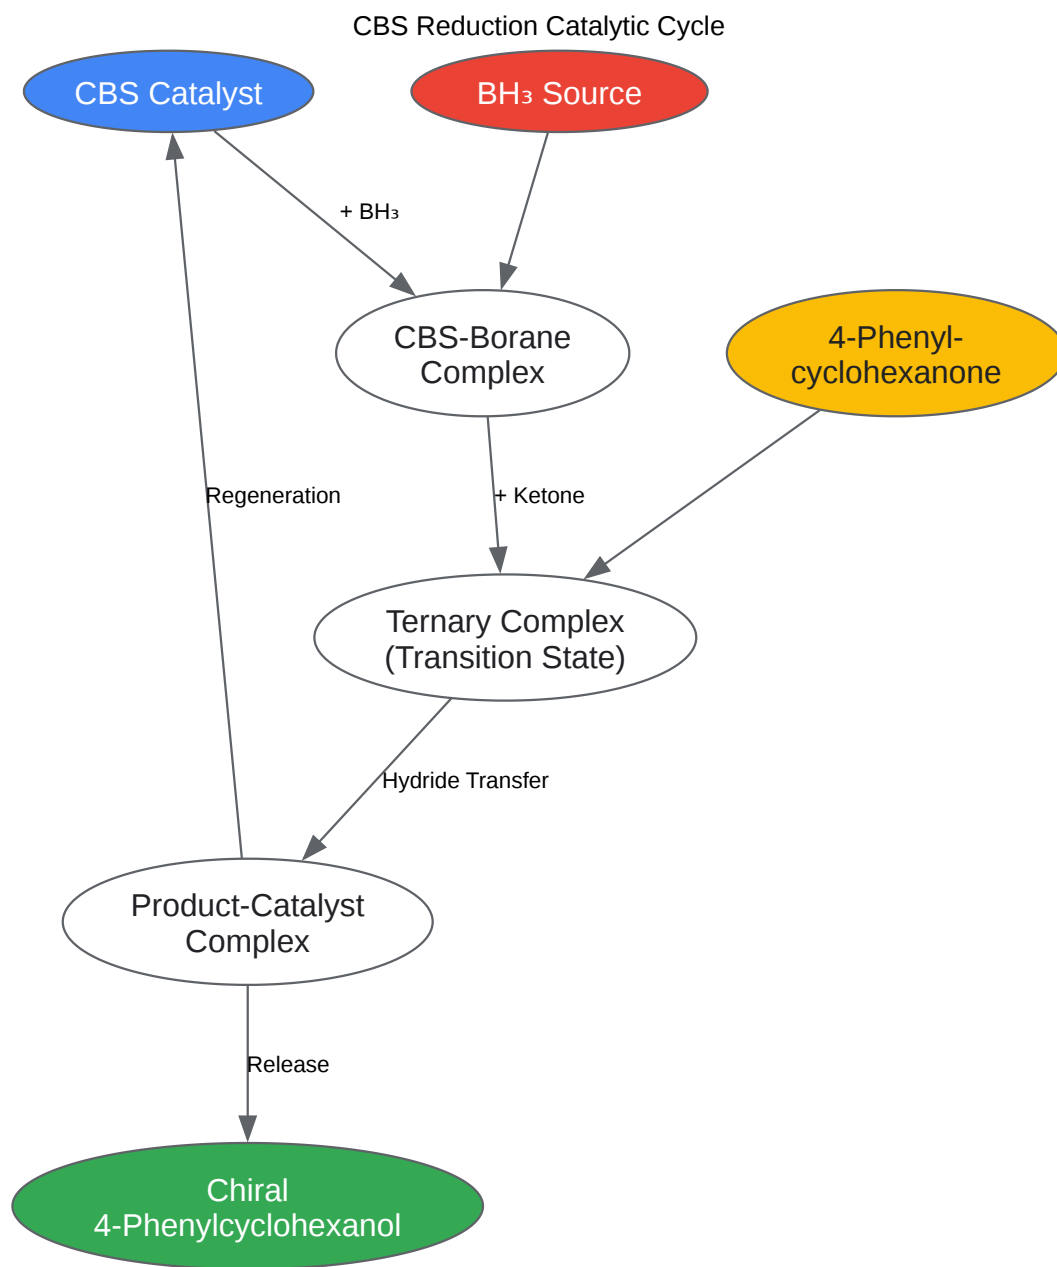 CBS Reduction Catalytic Cycle
CBS Catalyst
BH₃ Source
+ BH₃
CBS-Borane
Complex
4-Phenyl-
cyclohexanone
Regeneration
+ Ketone
Ternary Complex
(Transition State)
Hydride Transfer
Product-Catalyst
Complex
Release
Chiral
4-Phenylcyclohexanol